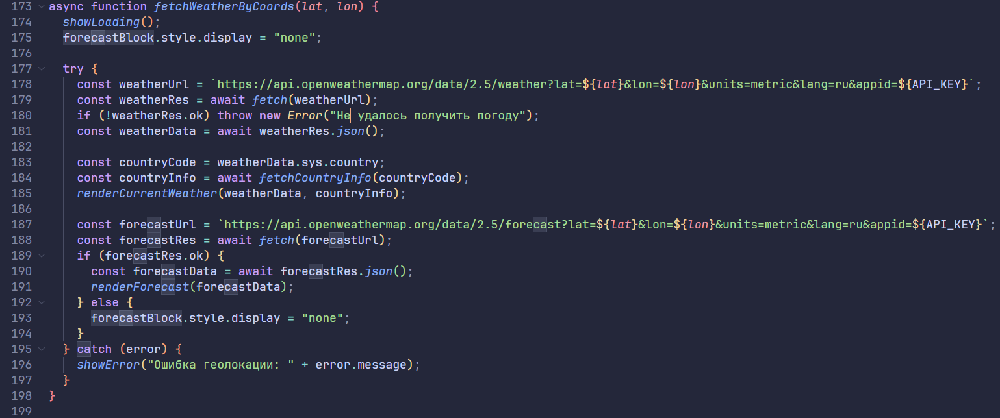 173 async function fetchWeatherByCoords(lat, lon) {
174 showLoading();
175 forecastBlock.style.display = "none";
176
177 try {
178 const weatherUrl = `https://api.openweathermap.org/data/2.5/weather?lat=${lat}&lon=${lon}&units=metric&lang=ru&appid=${API_KEY}`;
179 const weatherRes = await fetch(weatherUrl);
180 if (!weatherRes.ok) throw new Error("Не удалось получить погоду");
181 const weatherData = await weatherRes.json();
182
183 const countryCode = weatherData.sys.country;
184 const countryInfo = await fetchCountryInfo(countryCode);
185 renderCurrentWeather(weatherData, countryInfo);
186
187 const forecastUrl = `https://api.openweathermap.org/data/2.5/forecast?lat=${lat}&lon=${lon}&units=metric&lang=ru&appid=${API_KEY}`;
188 const forecastRes = await fetch(forecastUrl);
189 if (forecastRes.ok) {
190 const forecastData = await forecastRes.json();
191 renderForecast(forecastData);
192 } else {
193 forecastBlock.style.display = "none";
194 }
195 } catch (error) {
196 showError("Ошибка геолокации: " + error.message);
197 }
198 }
199